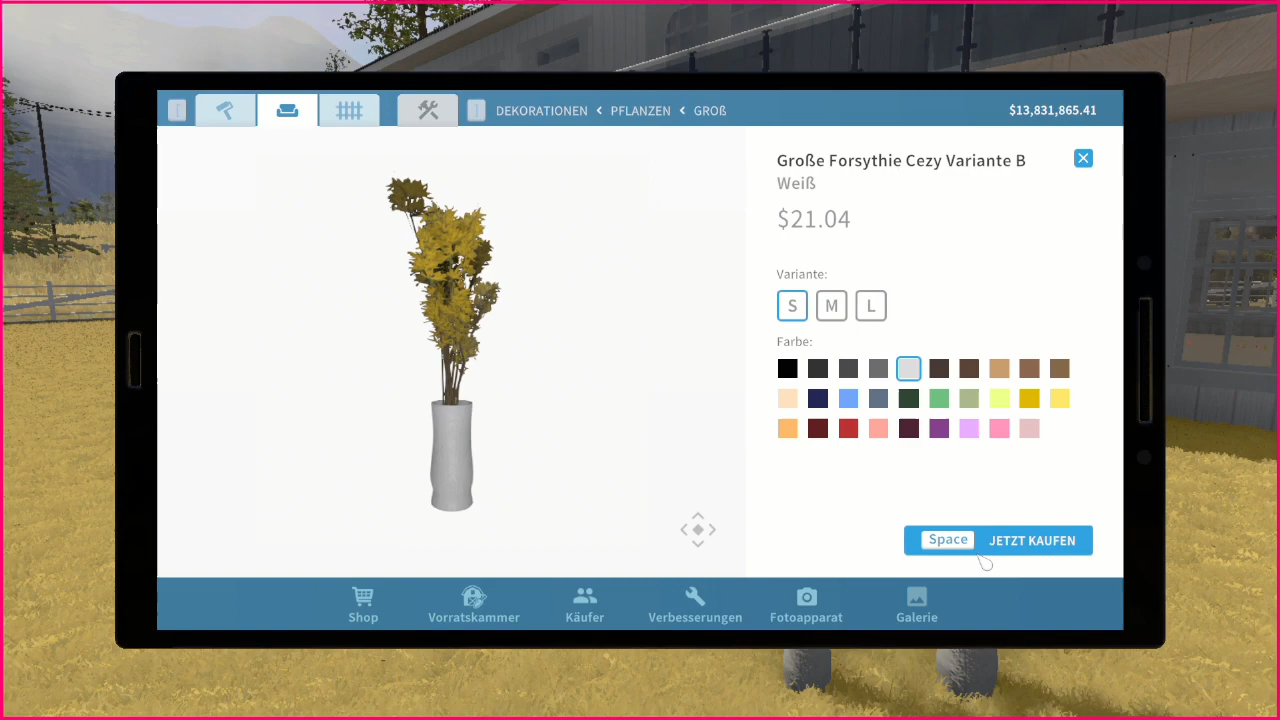 DEKORATIONEN < PFLANZEN < GROß
$13,831,865.41
Große Forsythie Cezy Variante B
Weiß
$21.04
Variante:
S M L
Farbe:
Space JETZT KAUFEN
Shop Vorratskammer Käufer Verbesserungen Fotoapparat Galerie